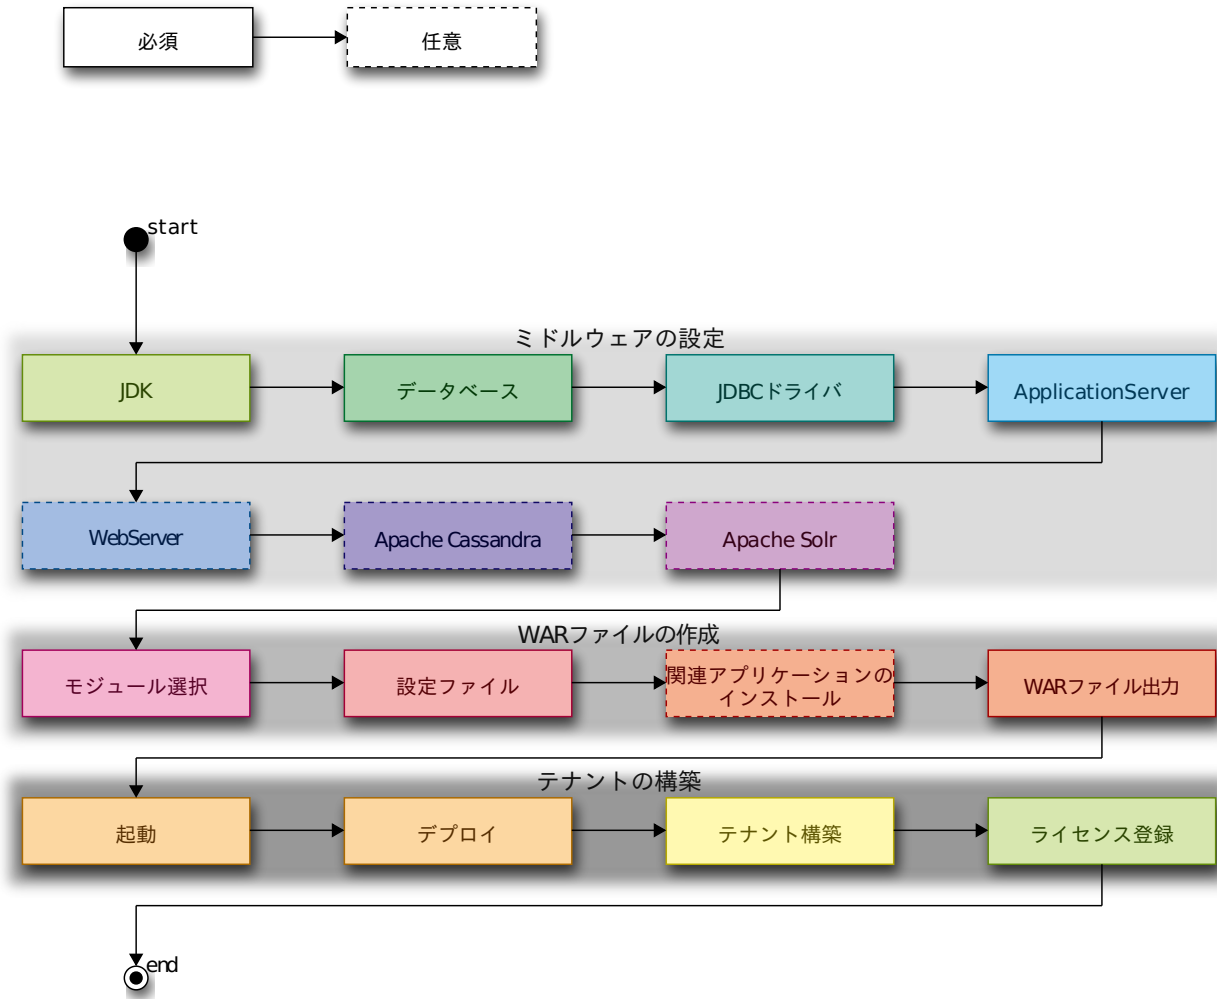 必須
任意
start
ミドルウェアの設定
JDK
データベース
JDBCドライバ
ApplicationServer
WebServer
Apache Cassandra
Apache Solr
WARファイルの作成
モジュール選択
設定ファイル
関連アプリケーションの
インストール
WARファイル出力
テナントの構築
起動
デプロイ
テナント構築
ライセンス登録
end